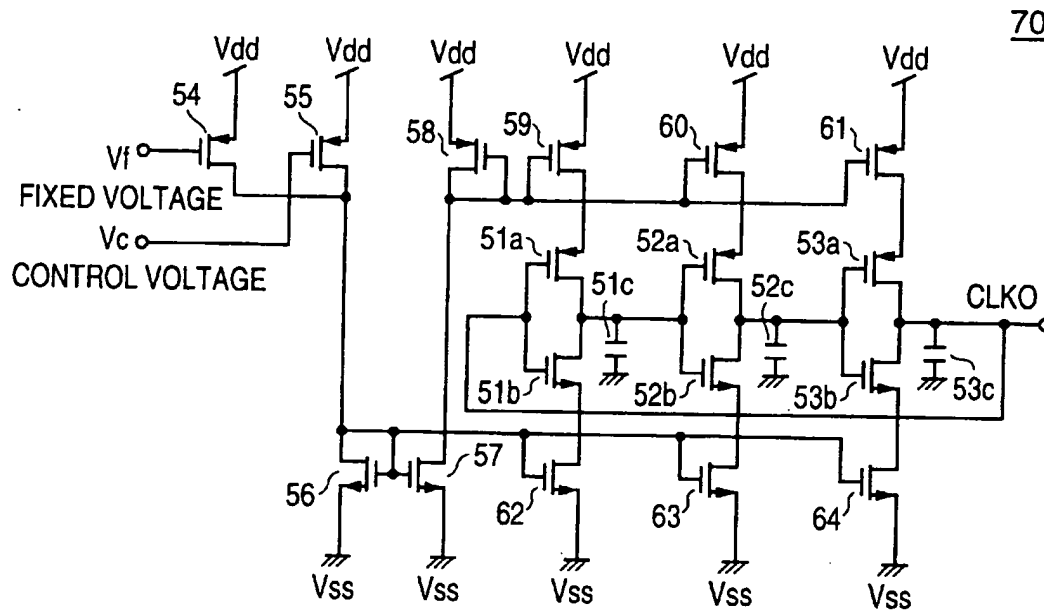 70
Vdd Vdd Vdd Vdd Vdd Vdd
54 55 58 59 60 61
Vf
FIXED VOLTAGE
Vc
CONTROL VOLTAGE
51a 52a 53a
51c 52c CLKO
51b 52b 53b 53c
56 57 62 63 64
Vss Vss Vss Vss Vss